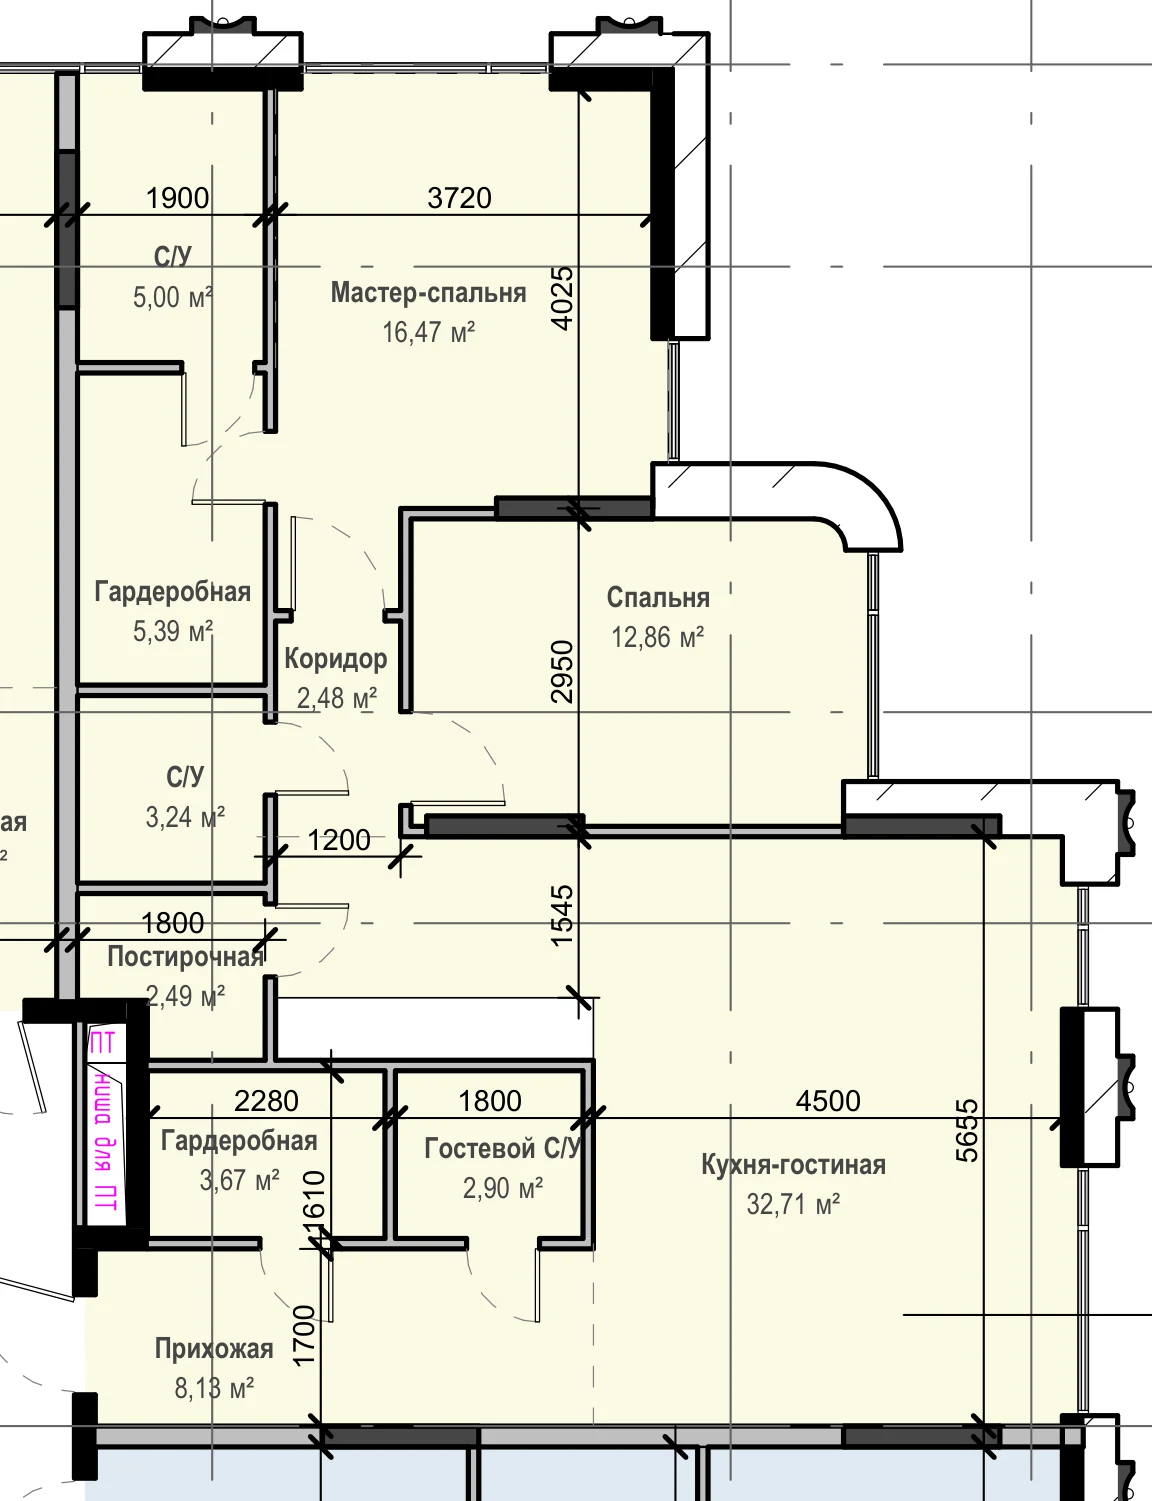 1900
3720
С/У
5,00 м²
Мастер-спальня
16,47 м²
4025
Гардеробная
5,39 м²
Спальня
12,86 м²
Коридор
2,48 м²
2950
С/У
3,24 м²
ая
²
1200
1800
1545
Постирочная
2,49 м²
ПТ
ниша для ПТ
2280
1800
4500
5655
Гардеробная
3,67 м²
Гостевой С/У
2,90 м²
Кухня-гостиная
32,71 м²
1610
1700
Прихожая
8,13 м²